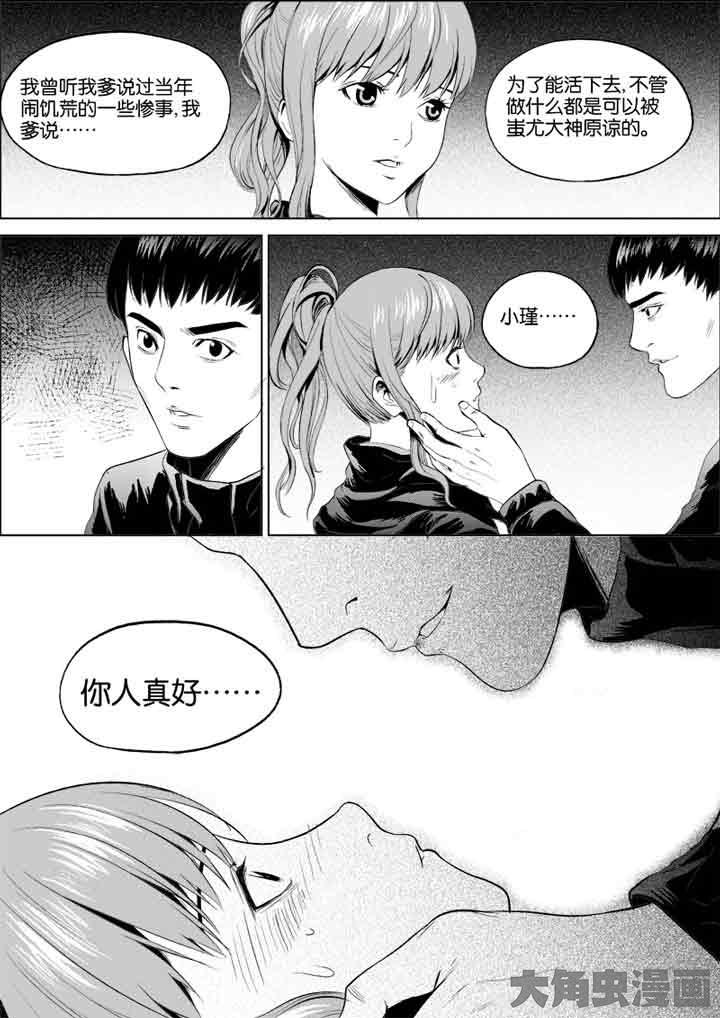 我曾听我爹说过当年
闹饥荒的一些惨事,我
爹说……
为了能活下去,不管
做什么都是可以被
蚩尤大神原谅的。
小瑾……
你人真好……
大角虫漫画